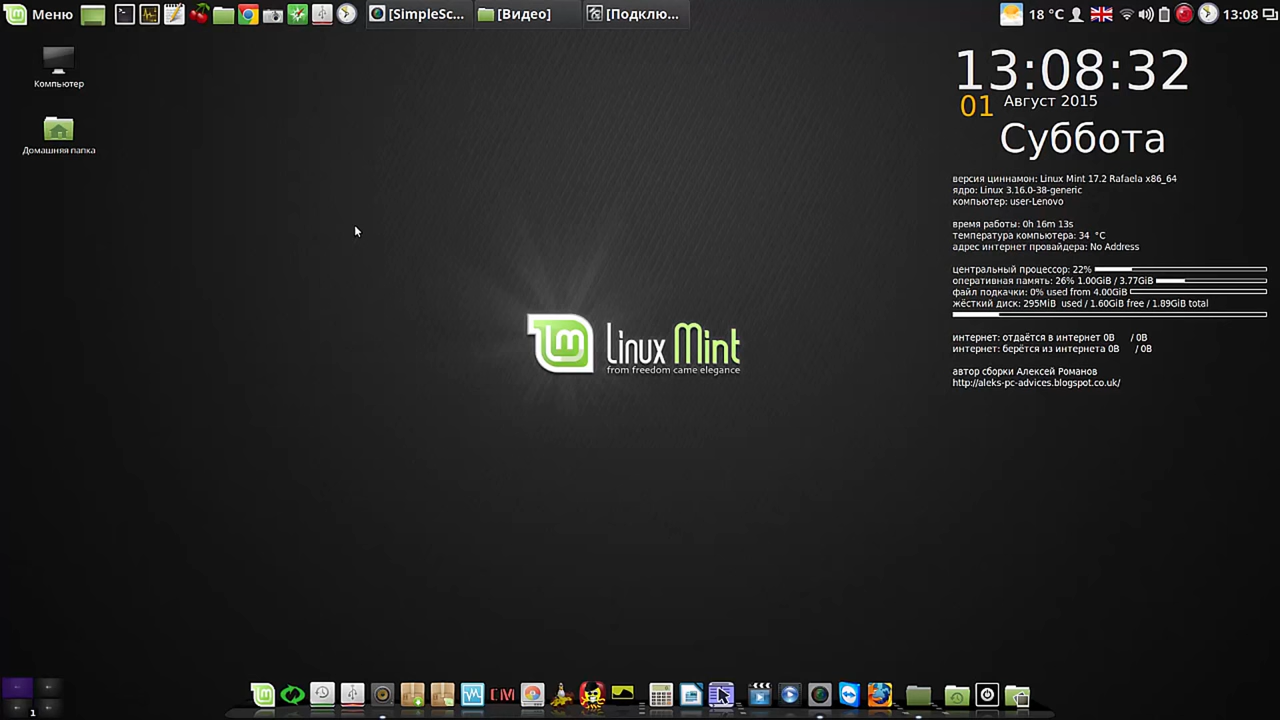 Меню
[SimpleSc...
[Видео]
[Подклю...
18 °C
13:08
Компьютер
Домашняя папка
13:08:32
01 Август 2015
Суббота
версия циннамон: Linux Mint 17.2 Rafaela x86_64
ядро: Linux 3.16.0-38-generic
компьютер: user-Lenovo
время работы: 0h 16m 13s
температура компьютера: 34 °C
адрес интернет провайдера: No Address
центральный процессор: 22%
оперативная память: 26% 1.00GiB / 3.77GiB
файл подкачки: 0% used from 4.00GiB
жёсткий диск: 295MiB used / 1.60GiB free / 1.89GiB total
интернет: отдаётся в интернет 0B / 0B
интернет: берётся из интернета 0B / 0B
автор сборки Алексей Романов
http://aleks-pc-advices.blogspot.co.uk/
Linux Mint
from freedom came elegance
1